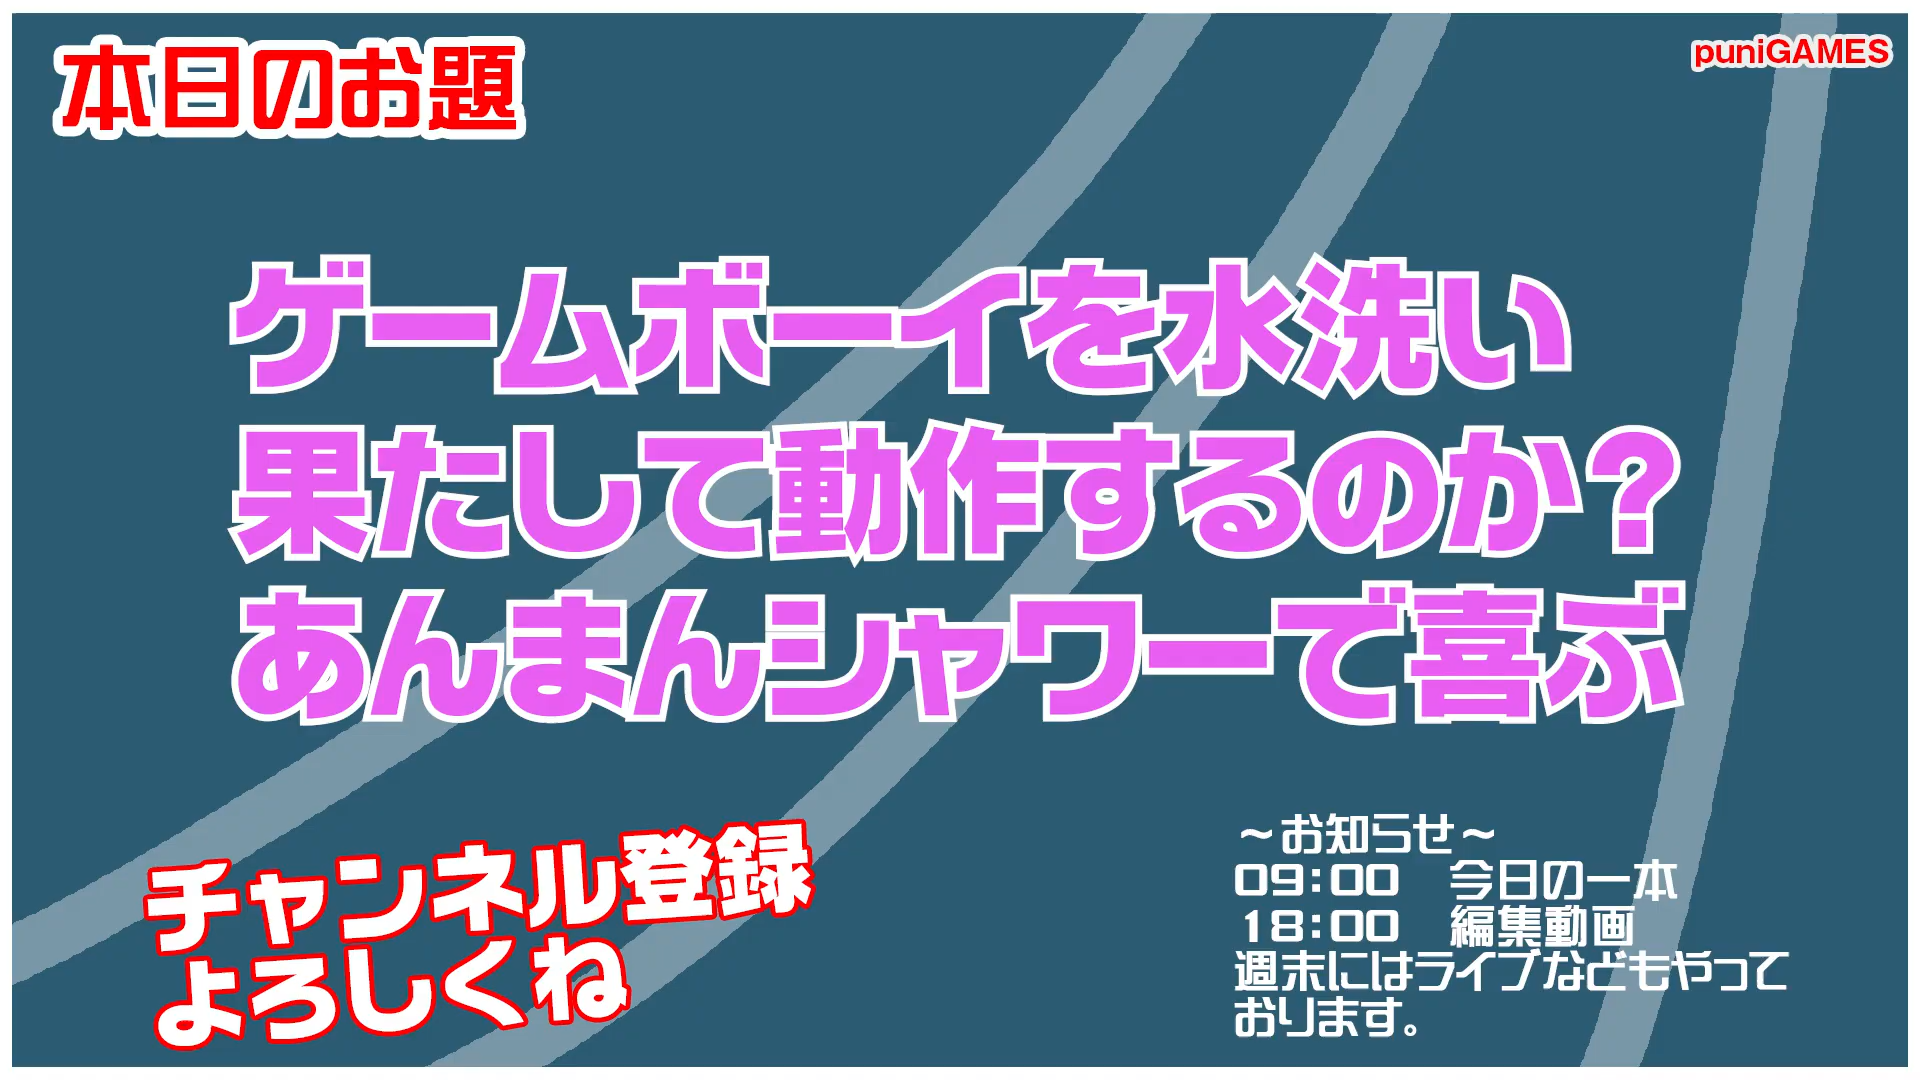 本日のお題
puniGAMES
ゲームボーイを水洗い
果たして動作するのか？
あんまんシャワーで喜ぶ
チャンネル登録
よろしくね
～お知らせ～
09:00　今日の一本
18:00　編集動画
週末にはライブなどもやって
おります。